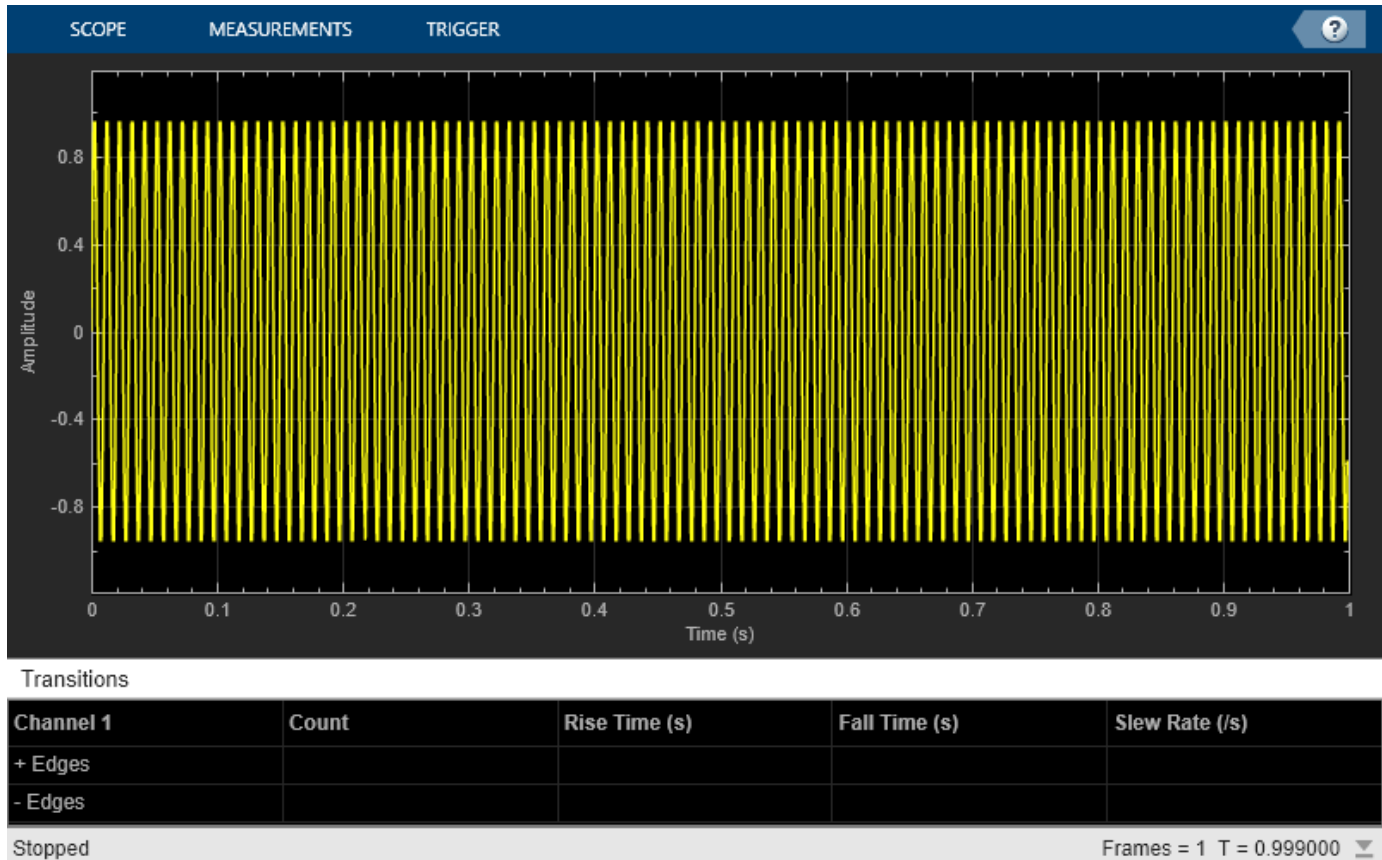 SCOPE MEASUREMENTS TRIGGER ?
0.8
0.4
0
-0.4
-0.8
Amplitude
0 0.1 0.2 0.3 0.4 0.5 0.6 0.7 0.8 0.9 1
Time (s)
Transitions
Channel 1 Count Rise Time (s) Fall Time (s) Slew Rate (/s)
+ Edges
- Edges
Stopped Frames = 1 T = 0.999000